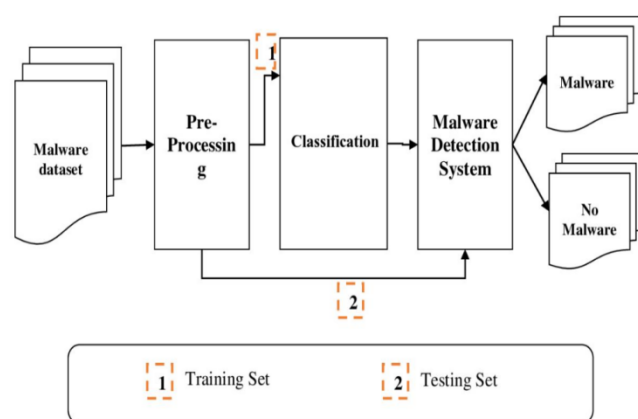 1
Pre-
Processin
g
Malware
dataset
Classification
Malware
Detection
System
Malware
No
Malware
2
1 Training Set
2 Testing Set